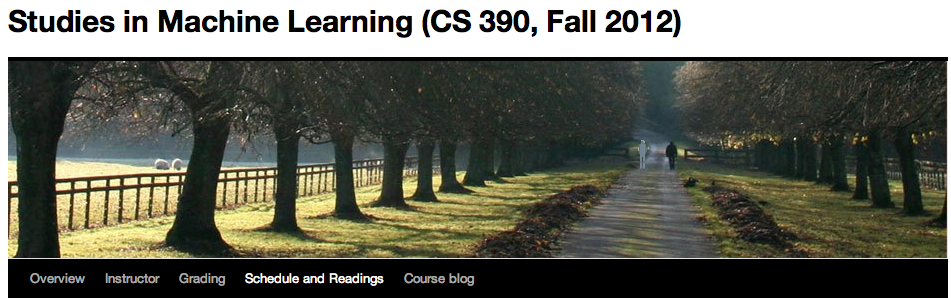 Studies in Machine Learning (CS 390, Fall 2012)
Overview Instructor Grading Schedule and Readings Course blog